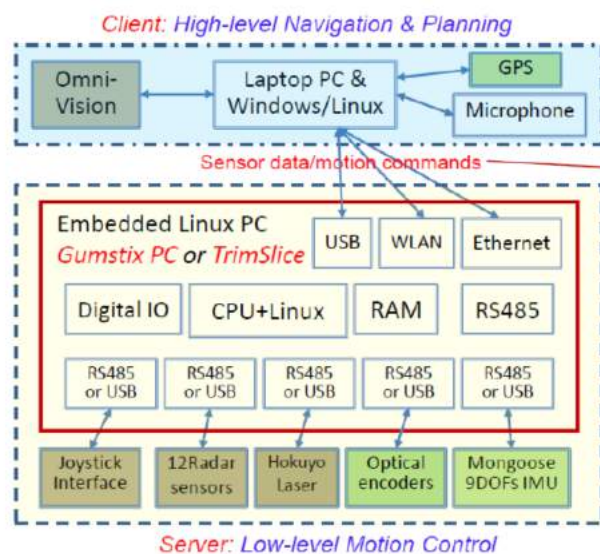 Client: High-level Navigation & Planning
Omni-
Vision
Laptop PC &
Windows/Linux
GPS
Microphone
Sensor data/motion commands
Embedded Linux PC
Gumstix PC or TrimSlice
USB
WLAN
Ethernet
Digital IO
CPU+Linux
RAM
RS485
RS485
or USB
RS485
or USB
RS485
or USB
RS485
or USB
RS485
or USB
Joystick
Interface
12Radar
sensors
Hokuyo
Laser
Optical
encoders
Mongoose
9DOFs IMU
Server: Low-level Motion Control